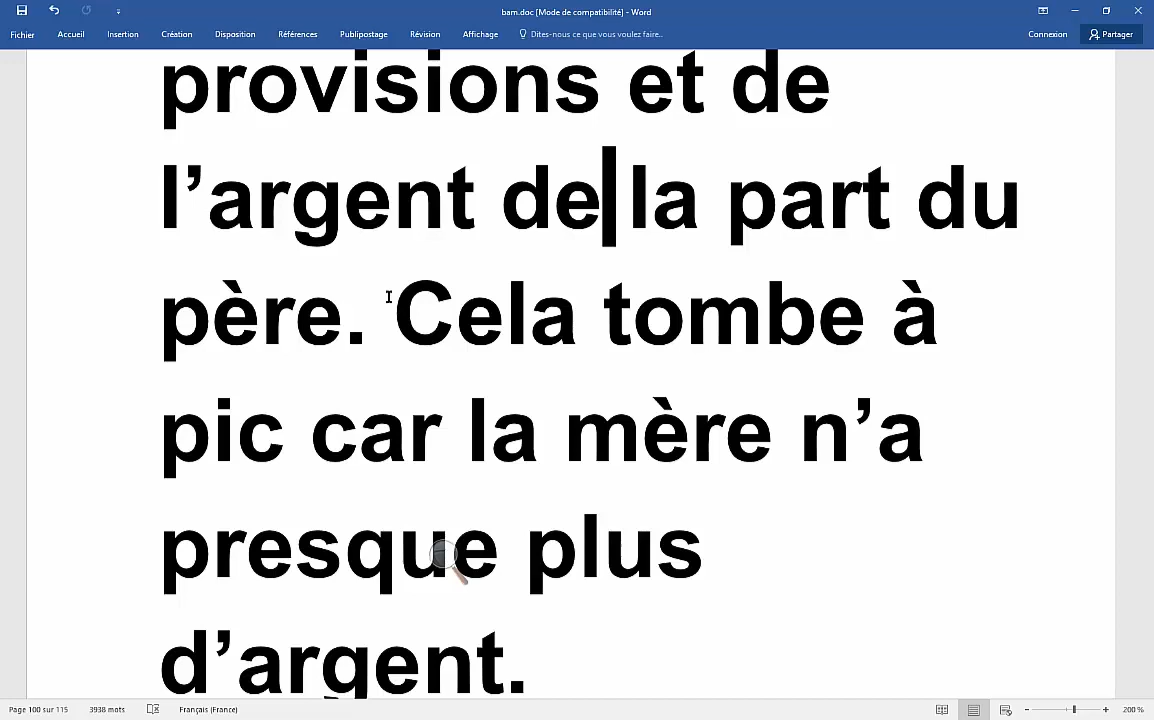 bam.doc [Mode de compatibilité] - Word
Fichier Accueil Insertion Création Disposition Références Publipostage Révision Affichage Dites-nous ce que vous voulez faire.. Connexion Partager
provisions et de
l’argent de la part du
père. Cela tombe à
pic car la mère n’a
presque plus
d’argent.
Page 100 sur 115 3938 mots Français (France) 200 %